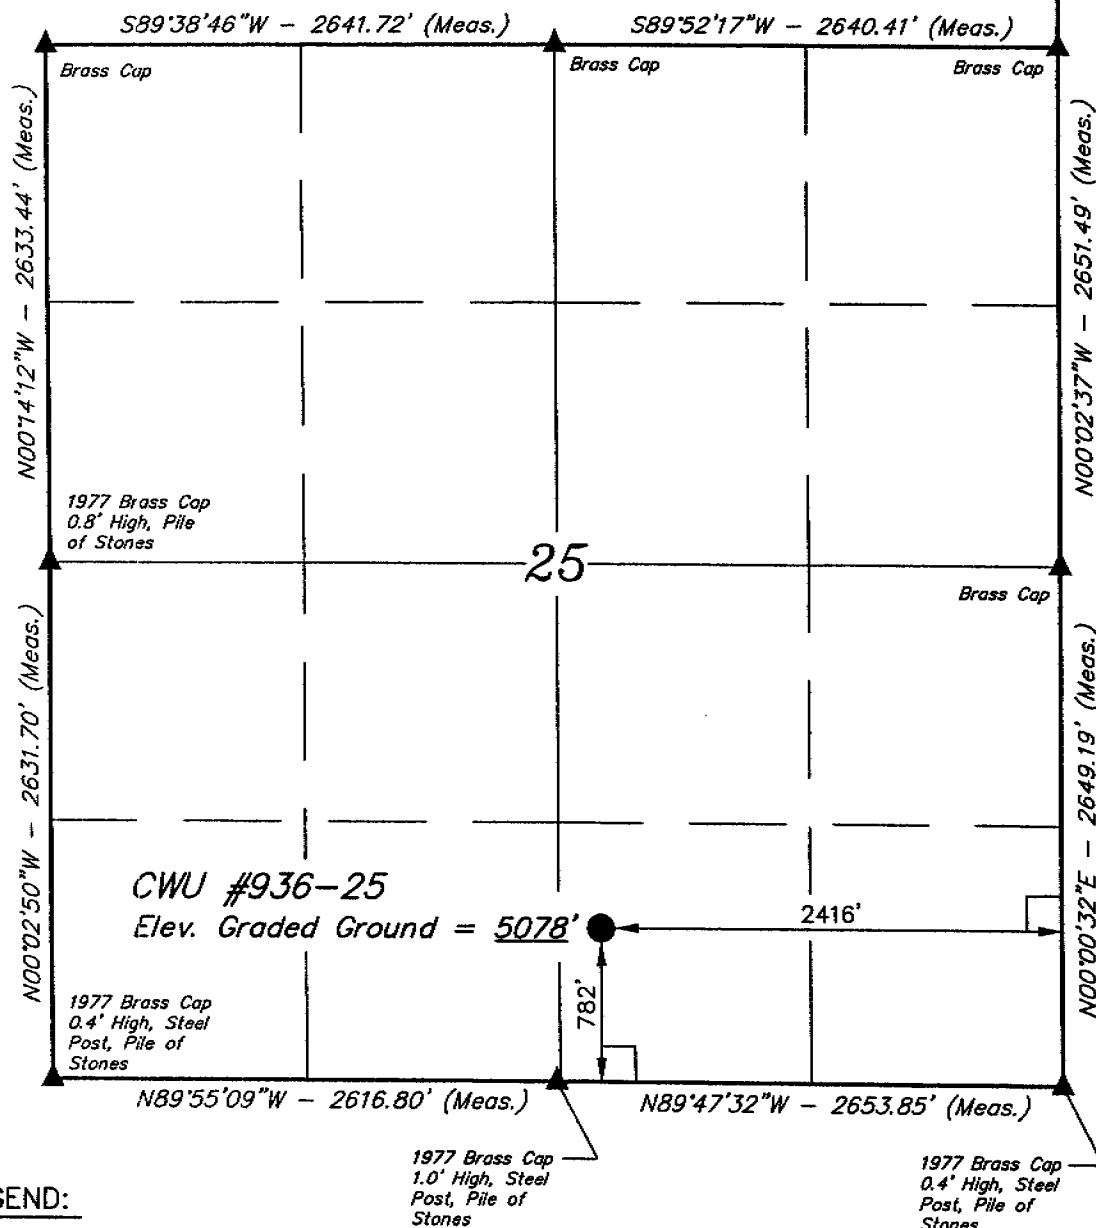 S89°38'46"W - 2641.72' (Meas.)
S89°52'17"W - 2640.41' (Meas.)
Brass Cap
Brass Cap
Brass Cap
N00°14'12"W - 2633.44' (Meas.)
N00°02'37"W - 2651.49' (Meas.)
1977 Brass Cap
0.8' High, Pile
of Stones
25
Brass Cap
N00°02'50"W - 2631.70' (Meas.)
N00°00'32"E - 2649.19' (Meas.)
CWU #936-25
Elev. Graded Ground = 5078'
2416'
782'
1977 Brass Cap
0.4' High, Steel
Post, Pile of
Stones
N89°55'09"W - 2616.80' (Meas.)
N89°47'32"W - 2653.85' (Meas.)
1977 Brass Cap
1.0' High, Steel
Post, Pile of
Stones
1977 Brass Cap
0.4' High, Steel
Post, Pile of
Stones
GEND: